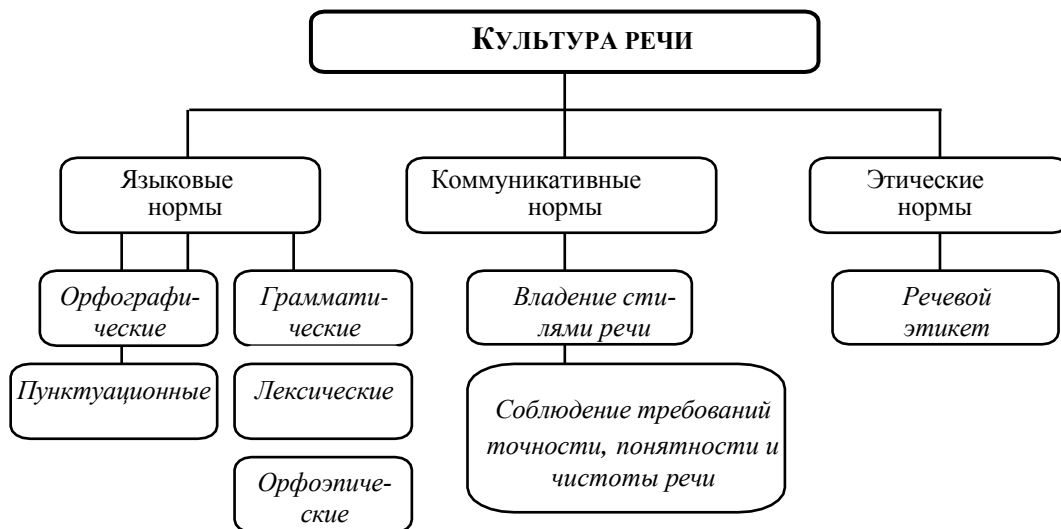 КУЛЬТУРА РЕЧИ
Языковые
нормы
Коммуникативные
нормы
Этические
нормы
Орфографи-
ческие
Граммати-
ческие
Владение сти-
лями речи
Речевой
этикет
Пунктуационные
Лексические
Соблюдение требований
точности, понятности и
чистоты речи
Орфоэпиче-
ские